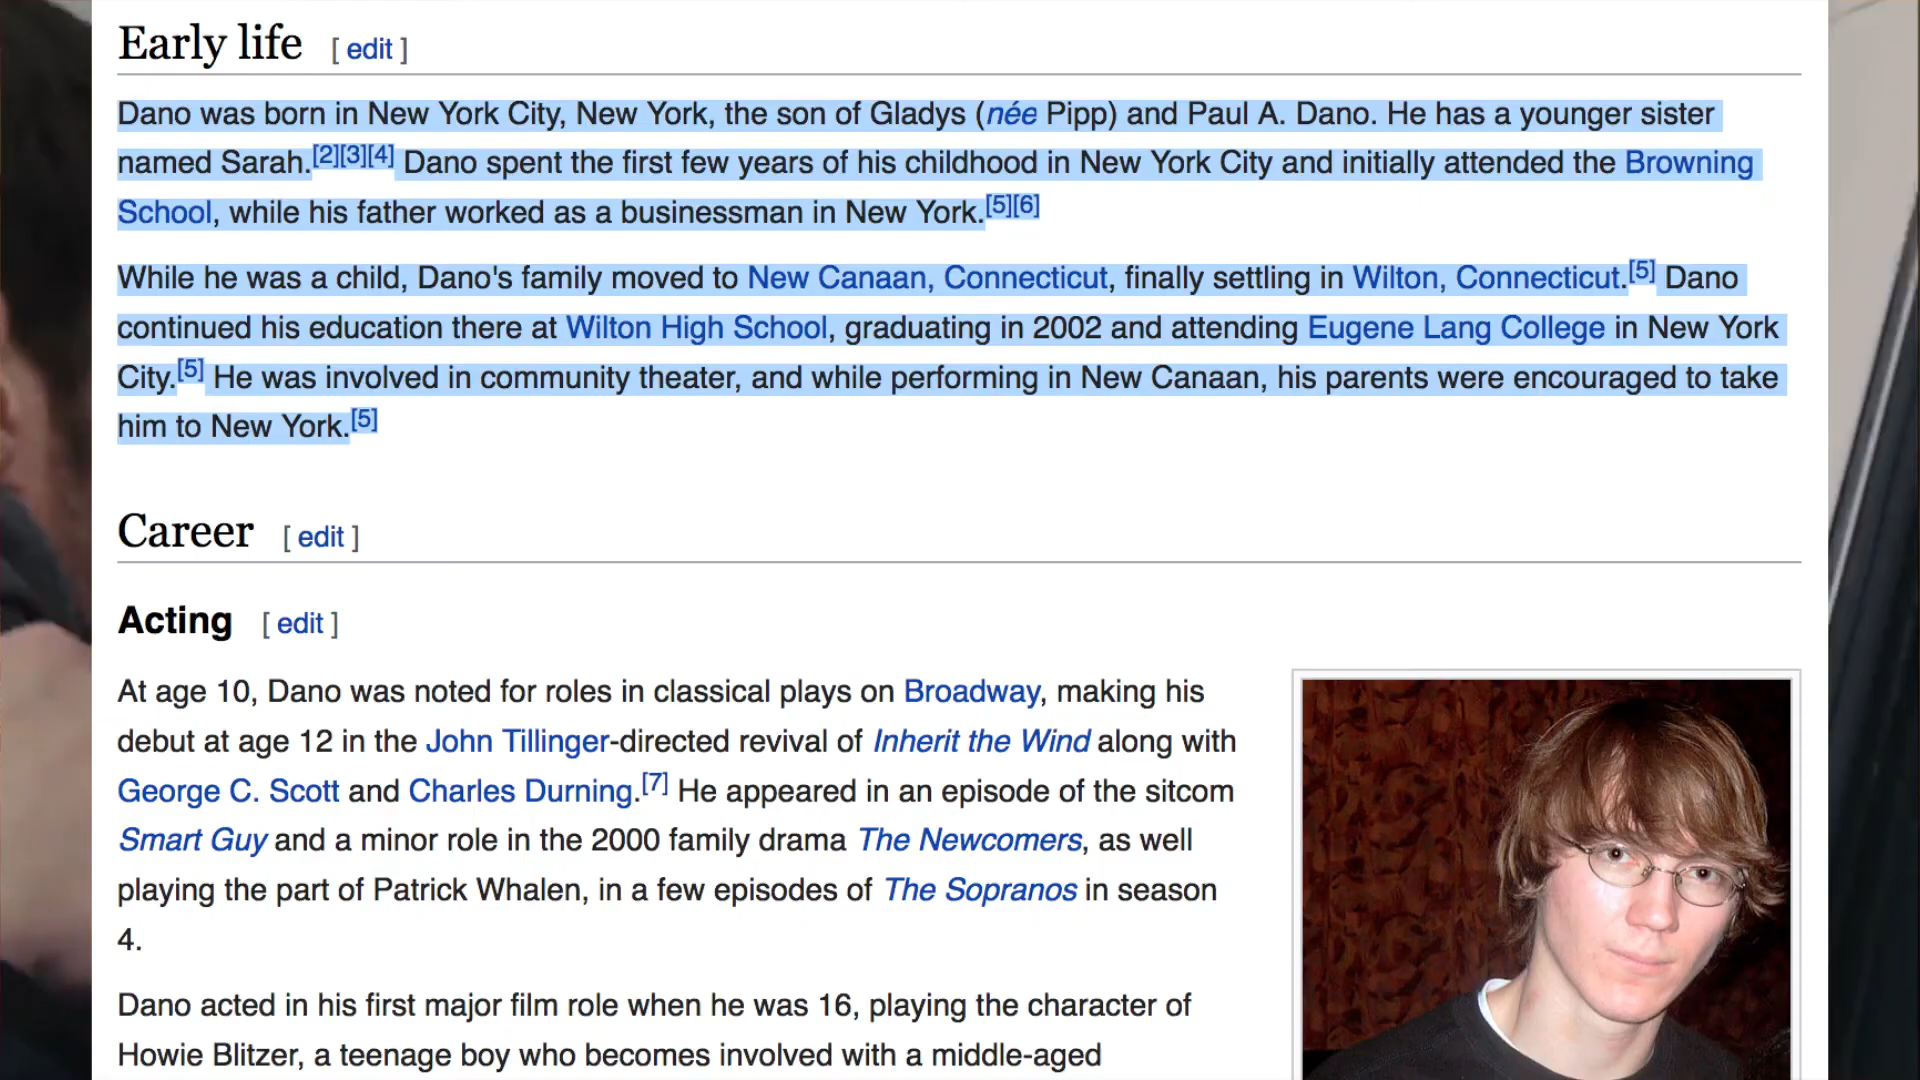 Early life [ edit ]
Dano was born in New York City, New York, the son of Gladys (née Pipp) and Paul A. Dano. He has a younger sister
named Sarah.[2][3][4] Dano spent the first few years of his childhood in New York City and initially attended the Browning
School, while his father worked as a businessman in New York.[5][6]
While he was a child, Dano's family moved to New Canaan, Connecticut, finally settling in Wilton, Connecticut.[5] Dano
continued his education there at Wilton High School, graduating in 2002 and attending Eugene Lang College in New York
City.[5] He was involved in community theater, and while performing in New Canaan, his parents were encouraged to take
him to New York.[5]
Career [ edit ]
Acting [ edit ]
At age 10, Dano was noted for roles in classical plays on Broadway, making his
debut at age 12 in the John Tillinger-directed revival of Inherit the Wind along with
George C. Scott and Charles Durning.[7] He appeared in an episode of the sitcom
Smart Guy and a minor role in the 2000 family drama The Newcomers, as well
playing the part of Patrick Whalen, in a few episodes of The Sopranos in season
4.
Dano acted in his first major film role when he was 16, playing the character of
Howie Blitzer, a teenage boy who becomes involved with a middle-aged